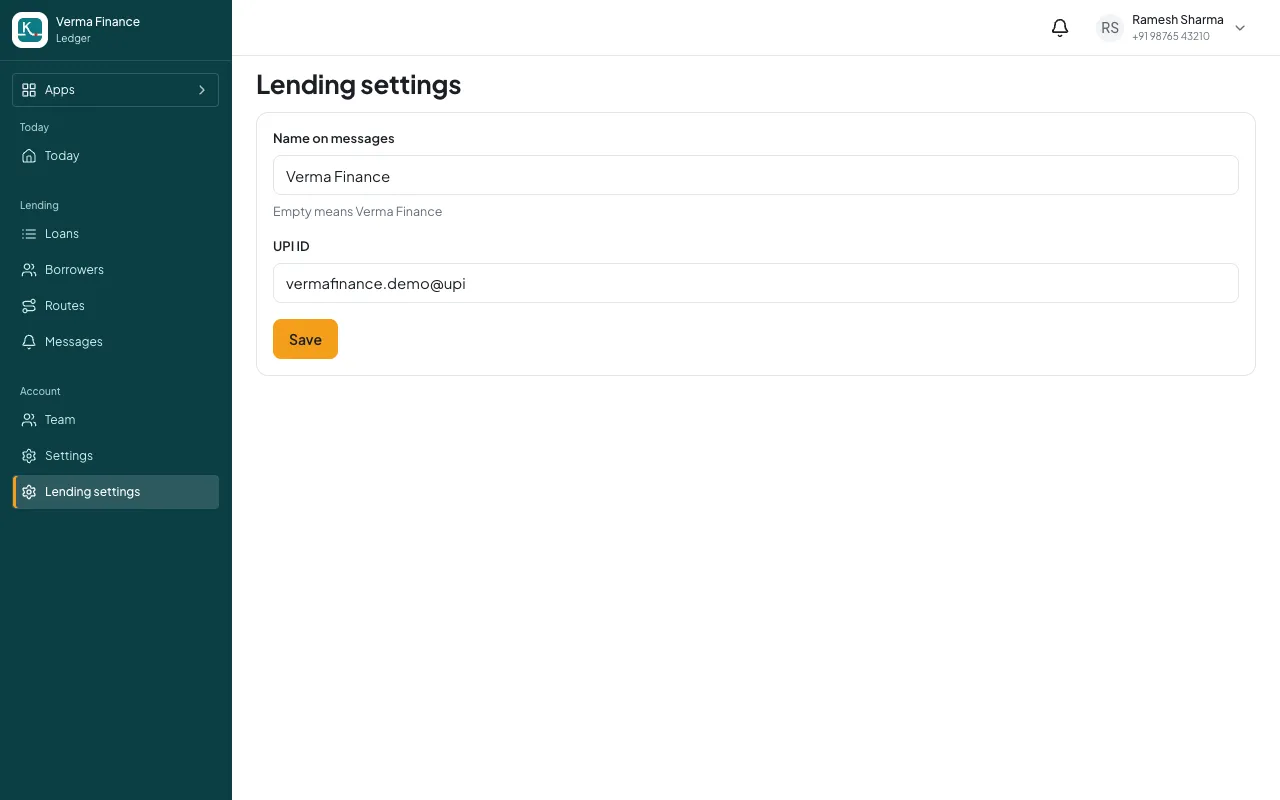 K
Verma Finance
Ledger
Apps
Today
Today
Lending
Loans
Borrowers
Routes
Messages
Account
Team
Settings
Lending settings
RS
Ramesh Sharma
+91 98765 43210
Lending settings
Name on messages
Verma Finance
Empty means Verma Finance
UPI ID
vermafinance.demo@upi
Save